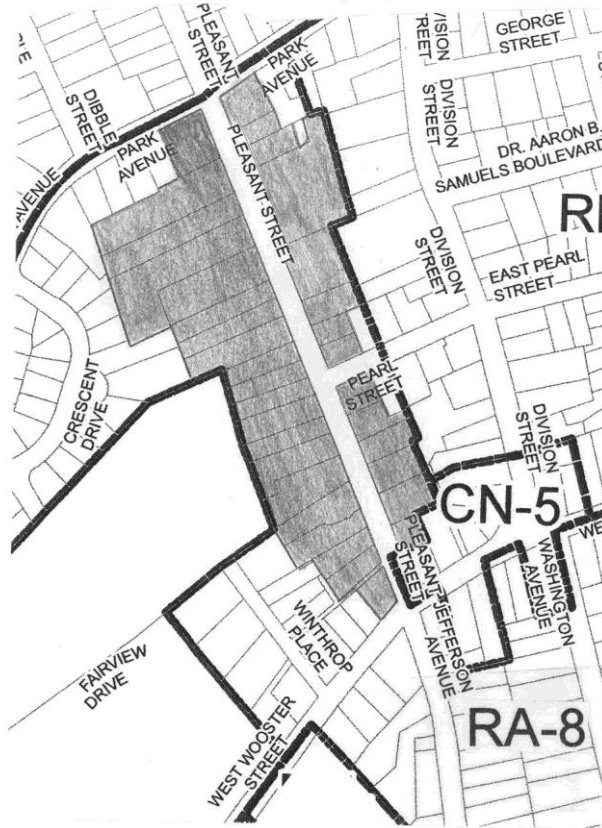 PLEASANT
STREET
PARK
AVENUE
DIVISION
STREET
GEORGE
STREET
DIBBLE
STREET
PARK
AVENUE
AVENUE
PLEASANT STREET
DIVISION
STREET
DR. AARON B.
SAMUELS BOULEVARD
DIVISION
STREET
EAST PEARL
STREET
PEARL
STREET
CRESCENT
DRIVE
DIVISION
STREET
CN-5
WASHINGTON
AVENUE
PLEASANT
STREET
JEFFERSON
AVENUE
WINTHROP
PLACE
FAIRVIEW
DRIVE
WEST WOOSTER
STREET
RA-8